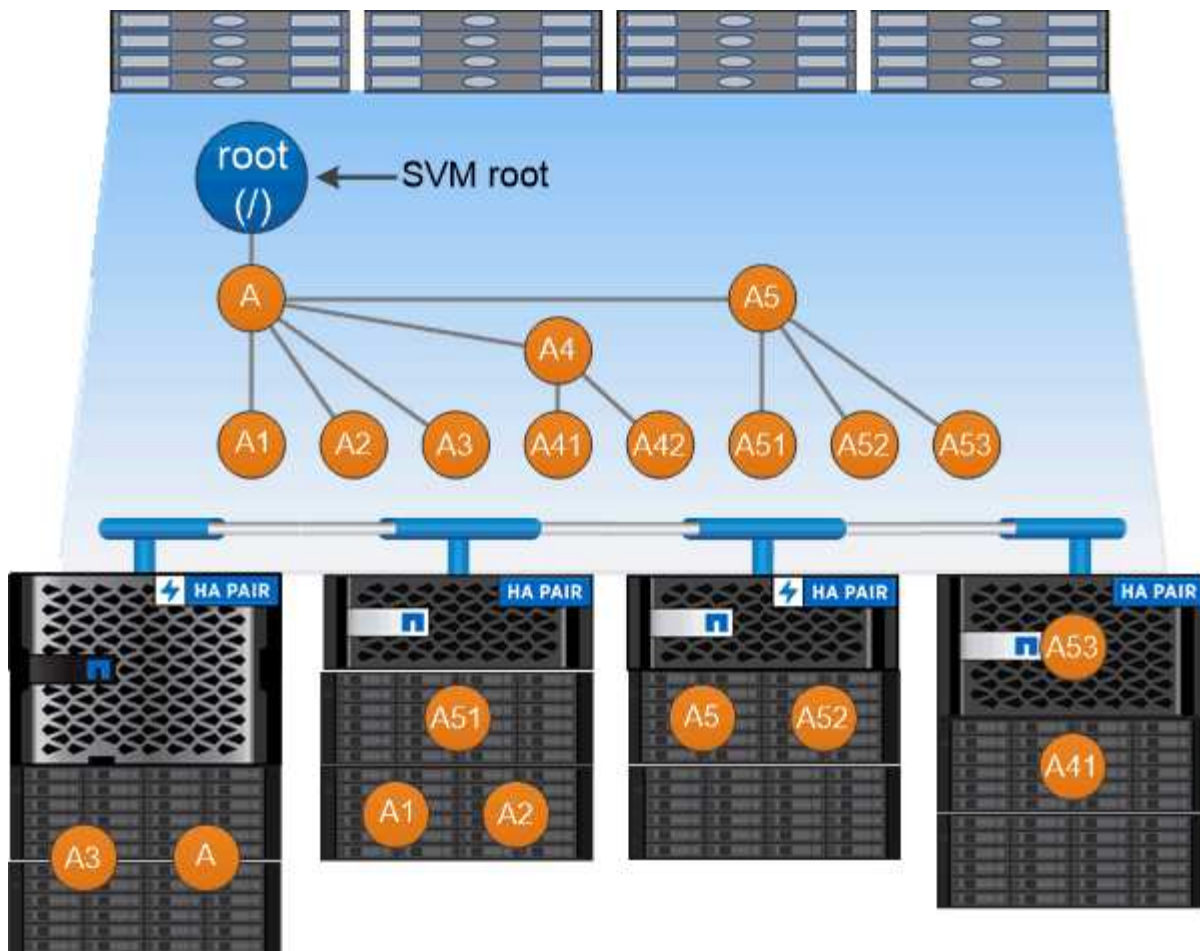 root
(/)
SVM root
A
A5
A4
A1
A2
A3
A41
A42
A51
A52
A53
HA PAIR
HA PAIR
HA PAIR
HA PAIR
A53
A51
A5
A52
A41
A1
A2
A3
A